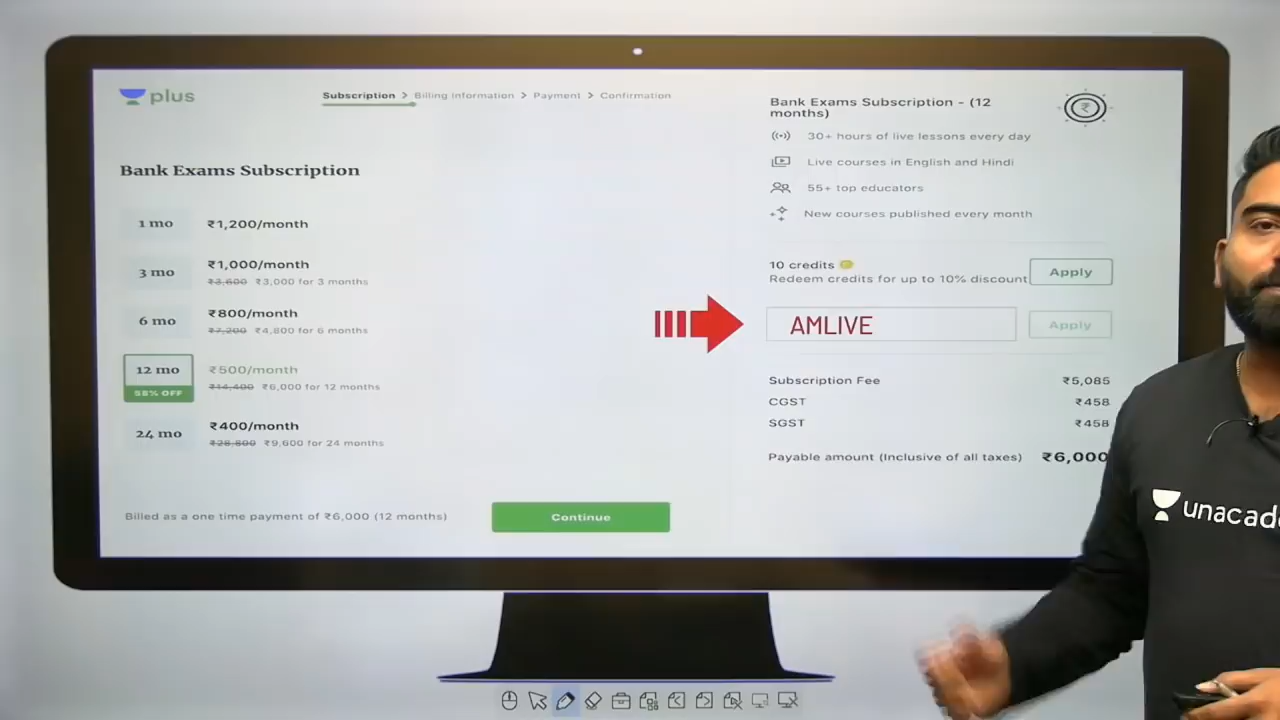 plus
Subscription > Billing information > Payment > Confirmation
Bank Exams Subscription
1 mo ₹1,200/month
3 mo ₹1,000/month
₹3,600 ₹3,000 for 3 months
6 mo ₹800/month
₹7,200 ₹4,800 for 6 months
12 mo ₹500/month
58% OFF ₹14,400 ₹6,000 for 12 months
24 mo ₹400/month
₹28,800 ₹9,600 for 24 months
Billed as a one time payment of ₹6,000 (12 months)
Continue
Bank Exams Subscription - (12
months)
30+ hours of live lessons every day
Live courses in English and Hindi
55+ top educators
New courses published every month
10 credits
Redeem credits for up to 10% discount
Apply
AMLIVE
Apply
Subscription Fee ₹5,085
CGST ₹458
SGST ₹458
Payable amount (Inclusive of all taxes) ₹6,000
unacade